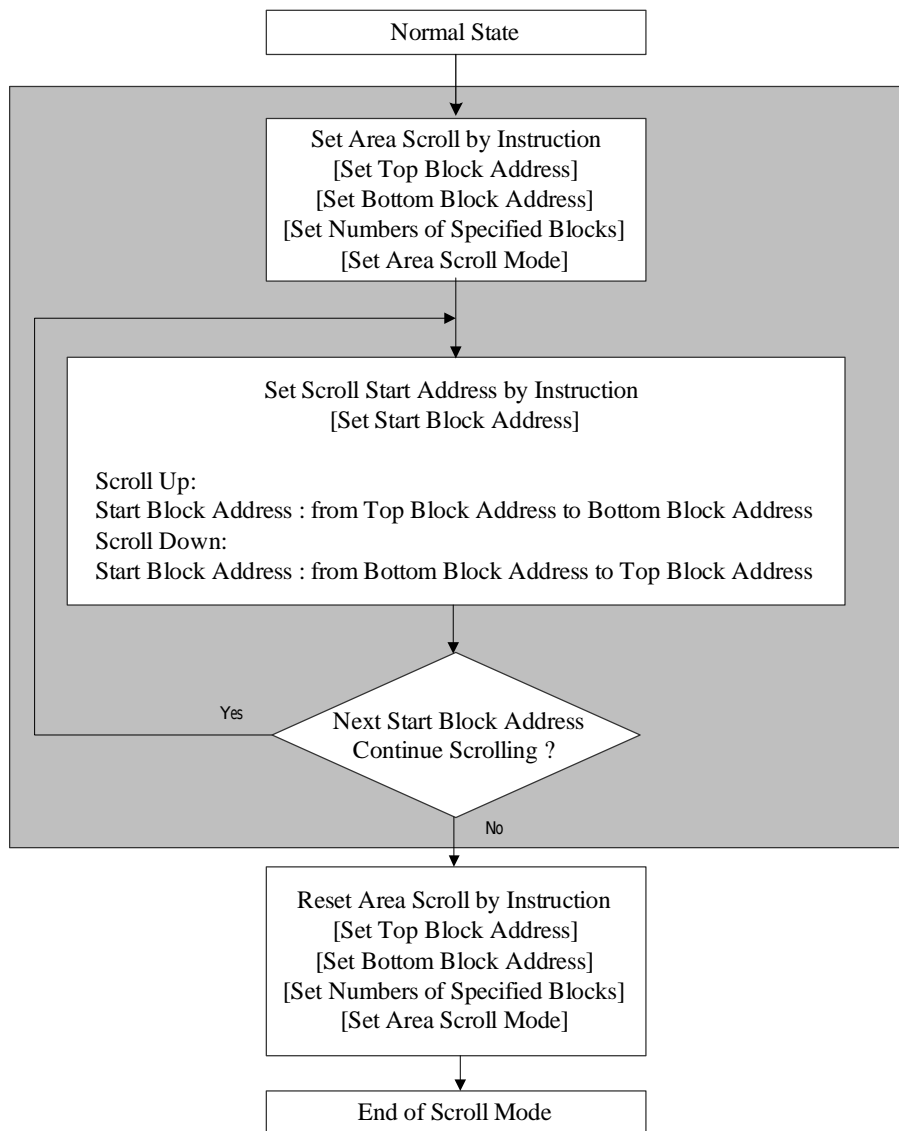 Normal State
Set Area Scroll by Instruction
[Set Top Block Address]
[Set Bottom Block Address]
[Set Numbers of Specified Blocks]
[Set Area Scroll Mode]
Set Scroll Start Address by Instruction
[Set Start Block Address]
Scroll Up:
Start Block Address : from Top Block Address to Bottom Block Address
Scroll Down:
Start Block Address : from Bottom Block Address to Top Block Address
Yes
Next Start Block Address
Continue Scrolling ?
No
Reset Area Scroll by Instruction
[Set Top Block Address]
[Set Bottom Block Address]
[Set Numbers of Specified Blocks]
[Set Area Scroll Mode]
End of Scroll Mode